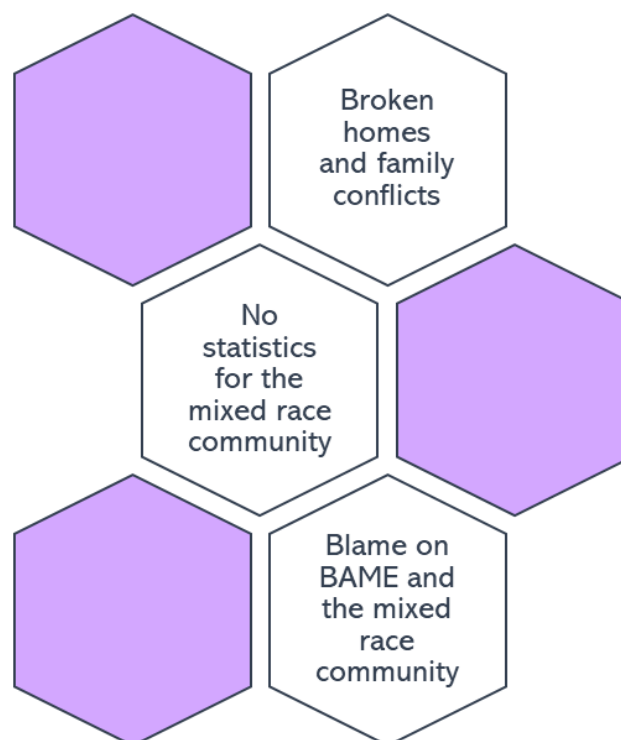 Broken
homes
and family
conflicts
No
statistics
for the
mixed race
community
Blame on
BAME and
the mixed
race
community